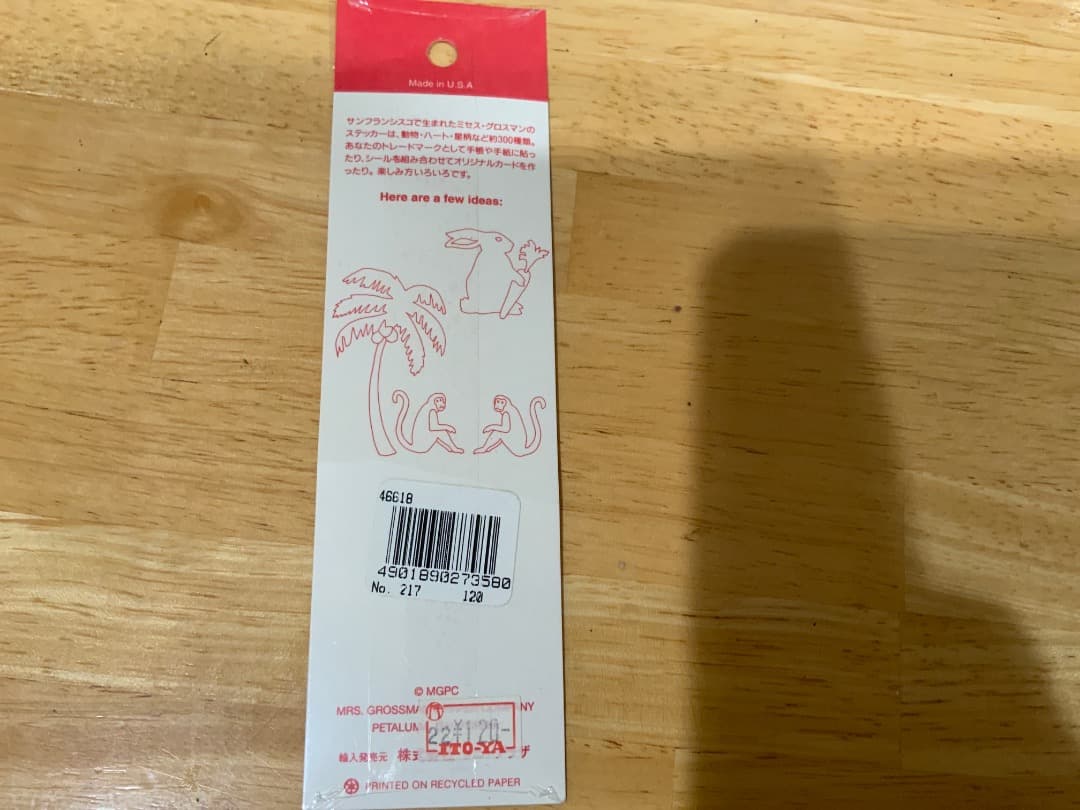 Made in U.S.A
サンフランシスコで生まれたミセス・グロスマンの
ステッカーは、動物・ハート・星柄など約300種類。
あなたのトレードマークとして手帳や手紙に貼っ
たり、シールを組み合わせてオリジナルカードを作
ったり。楽しみ方いろいろです。
Here are a few ideas:
46618
4901890273580
No. 217 120
© MGPC
MRS. GROSSMA NY
PETALUM
22 ¥120-
ITO-YA
輸入発売元 株式
PRINTED ON RECYCLED PAPER